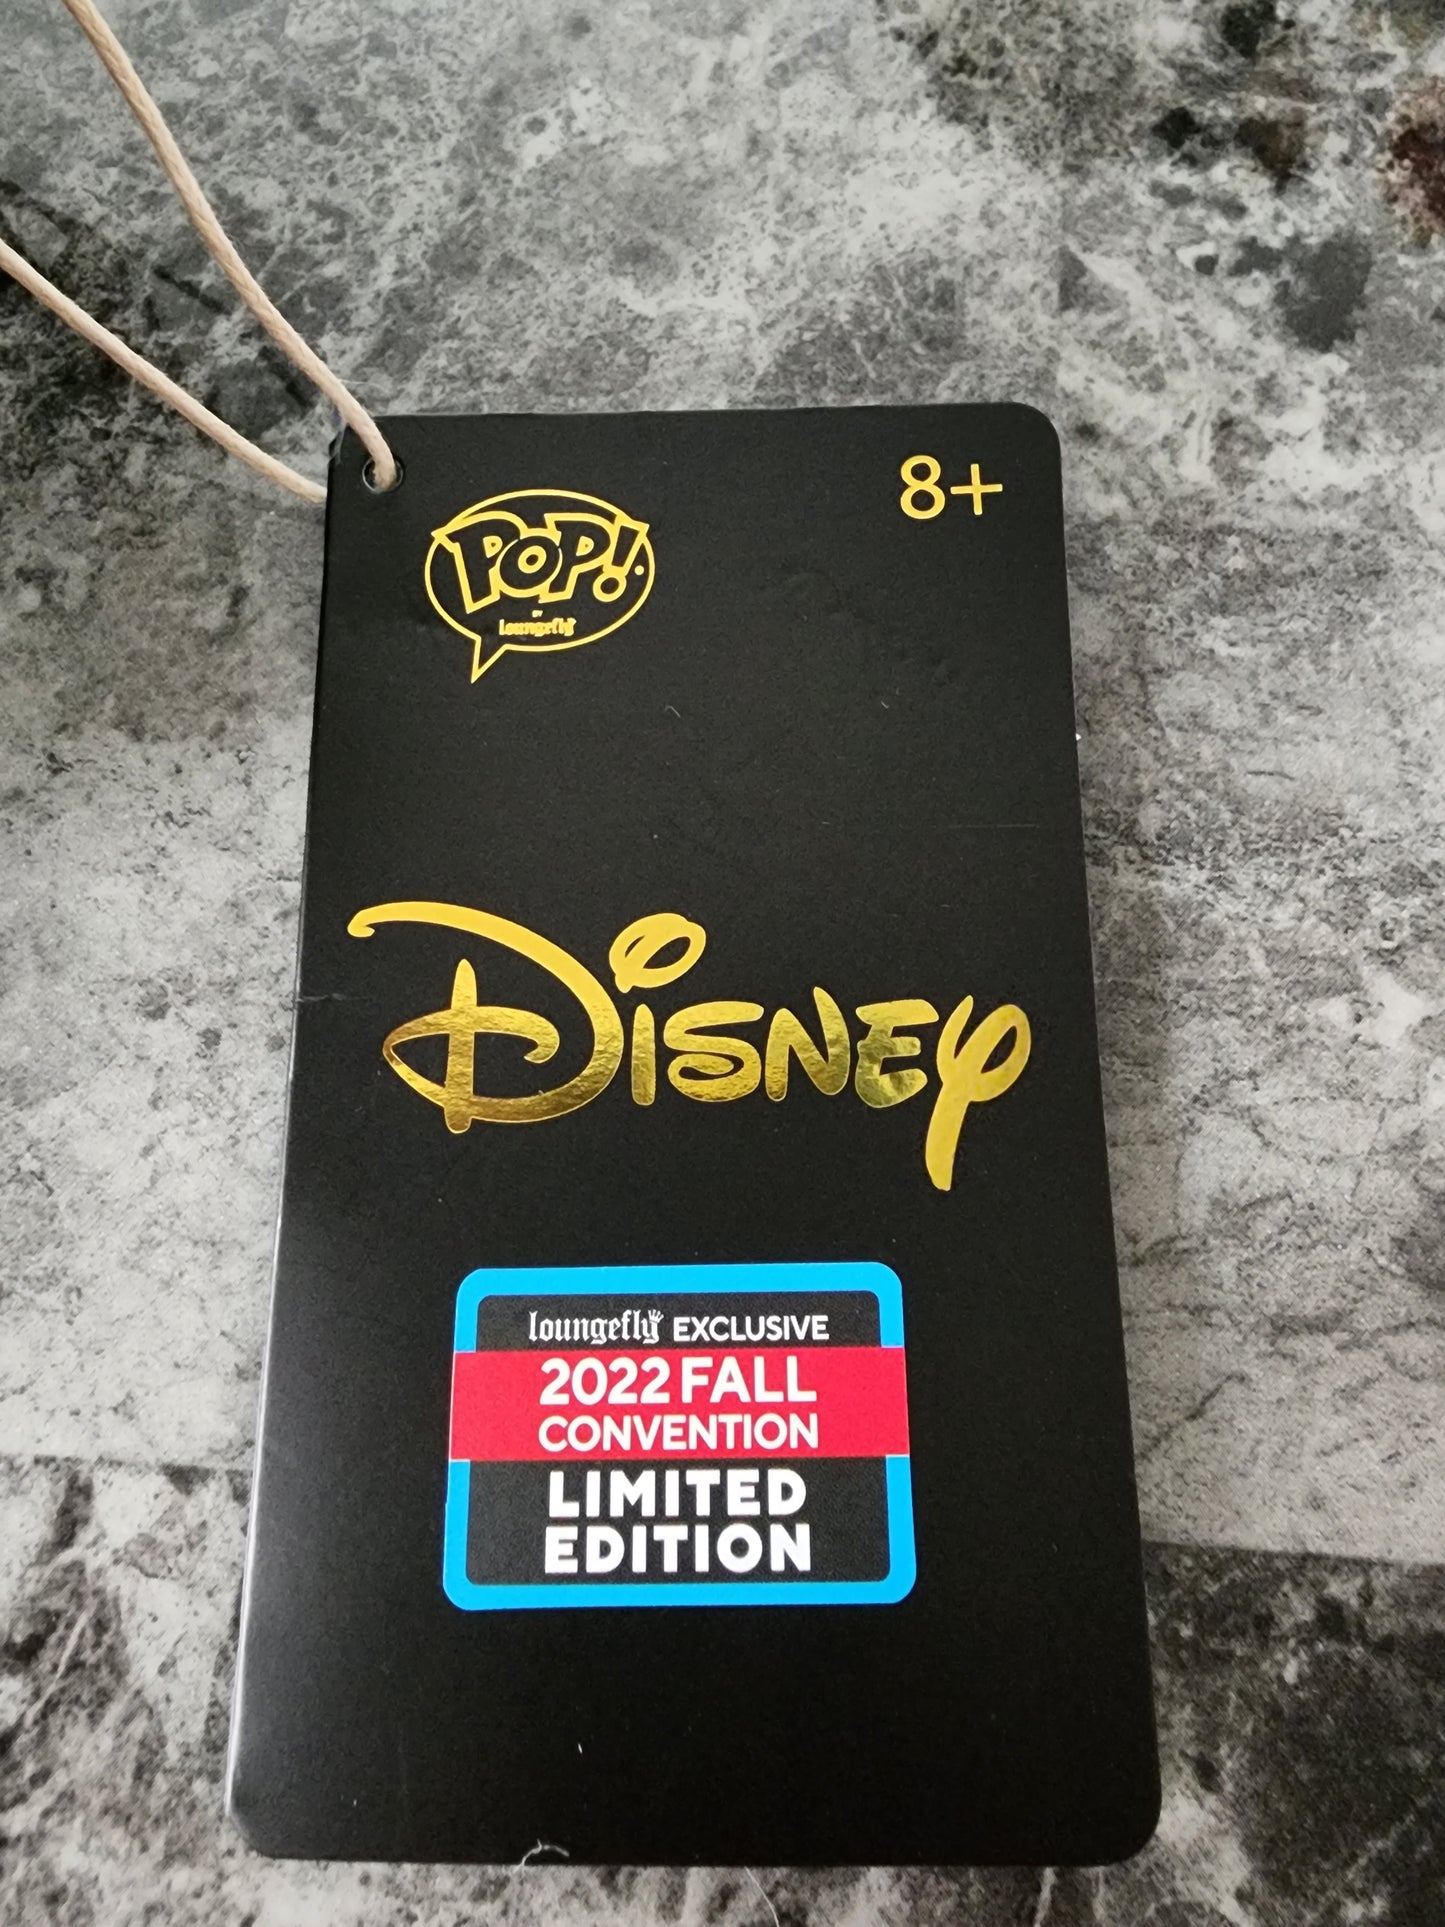 8+
POP!
BY
loungefly
Disney
loungefly EXCLUSIVE
2022 FALL
CONVENTION
LIMITED
EDITION